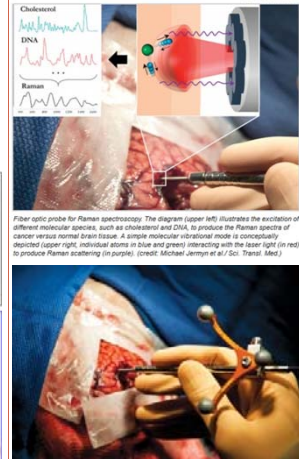 Cholesterol
DNA
• • •
Raman
Fiber optic probe for Raman spectroscopy. The diagram (upper left) illustrates the excitation of
different molecular species, such as cholesterol and DNA, to produce the Raman spectra of
cancer versus normal brain tissue. A simple molecular vibrational mode is conceptually
depicted (upper right, individual atoms in blue and green) interacting with the laser light (in red)
to produce Raman scattering (in purple). (credit: Michael Jermyn et al./ Sci. Transl. Med.)